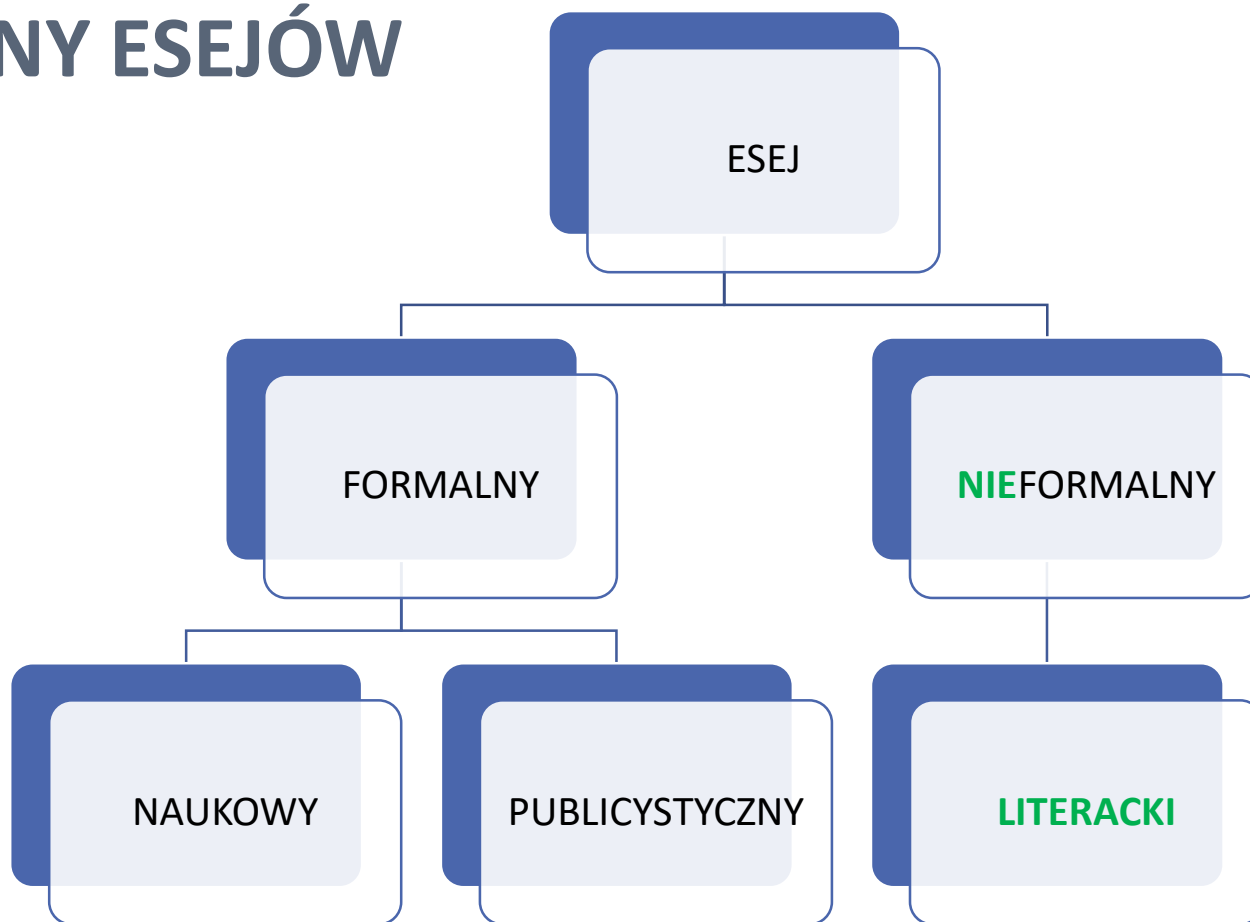 NY ESEJÓW
ESEJ
FORMALNY
NIEFORMALNY
NAUKOWY
PUBLICYSTYCZNY
LITERACKI